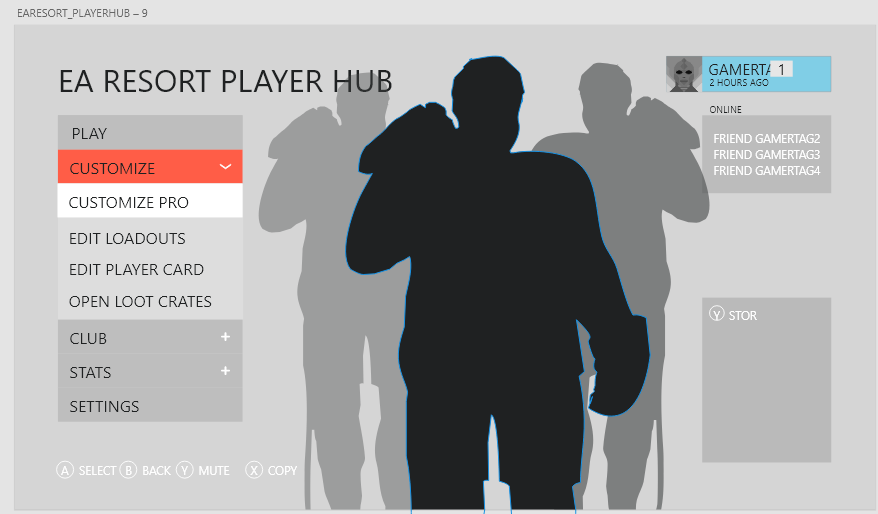 EARESORT_PLAYERHUB – 9
EA RESORT PLAYER HUB
GAMERTA 1
2 HOURS AGO
ONLINE
FRIEND GAMERTAG2
FRIEND GAMERTAG3
FRIEND GAMERTAG4
PLAY
CUSTOMIZE
CUSTOMIZE PRO
EDIT LOADOUTS
EDIT PLAYER CARD
OPEN LOOT CRATES
CLUB +
STATS +
SETTINGS
Y STOR
A SELECT B BACK Y MUTE X COPY